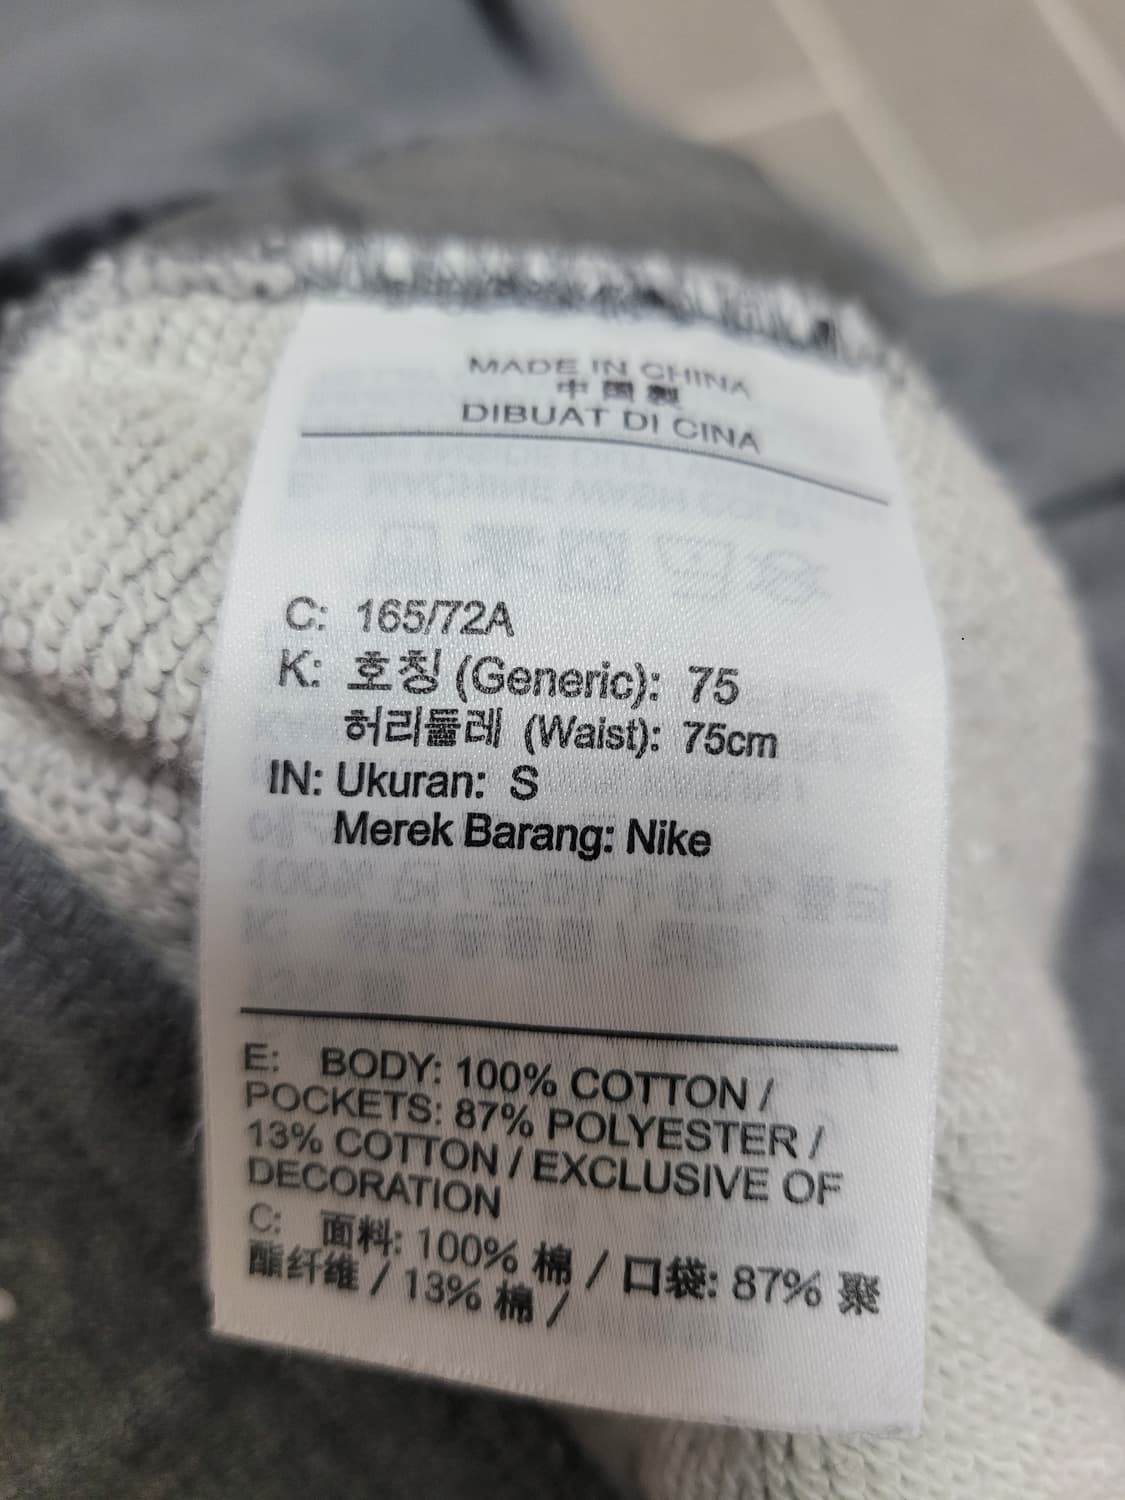 MADE IN CHINA
中国製
DIBUAT DI CINA
C: 165/72A
K: 호칭 (Generic): 75
허리둘레 (Waist): 75cm
IN: Ukuran: S
Merek Barang: Nike
E: BODY: 100% COTTON /
POCKETS: 87% POLYESTER /
13% COTTON / EXCLUSIVE OF
DECORATION
C: 面料: 100% 棉 / 口袋: 87% 聚
酯纤维 / 13% 棉 /